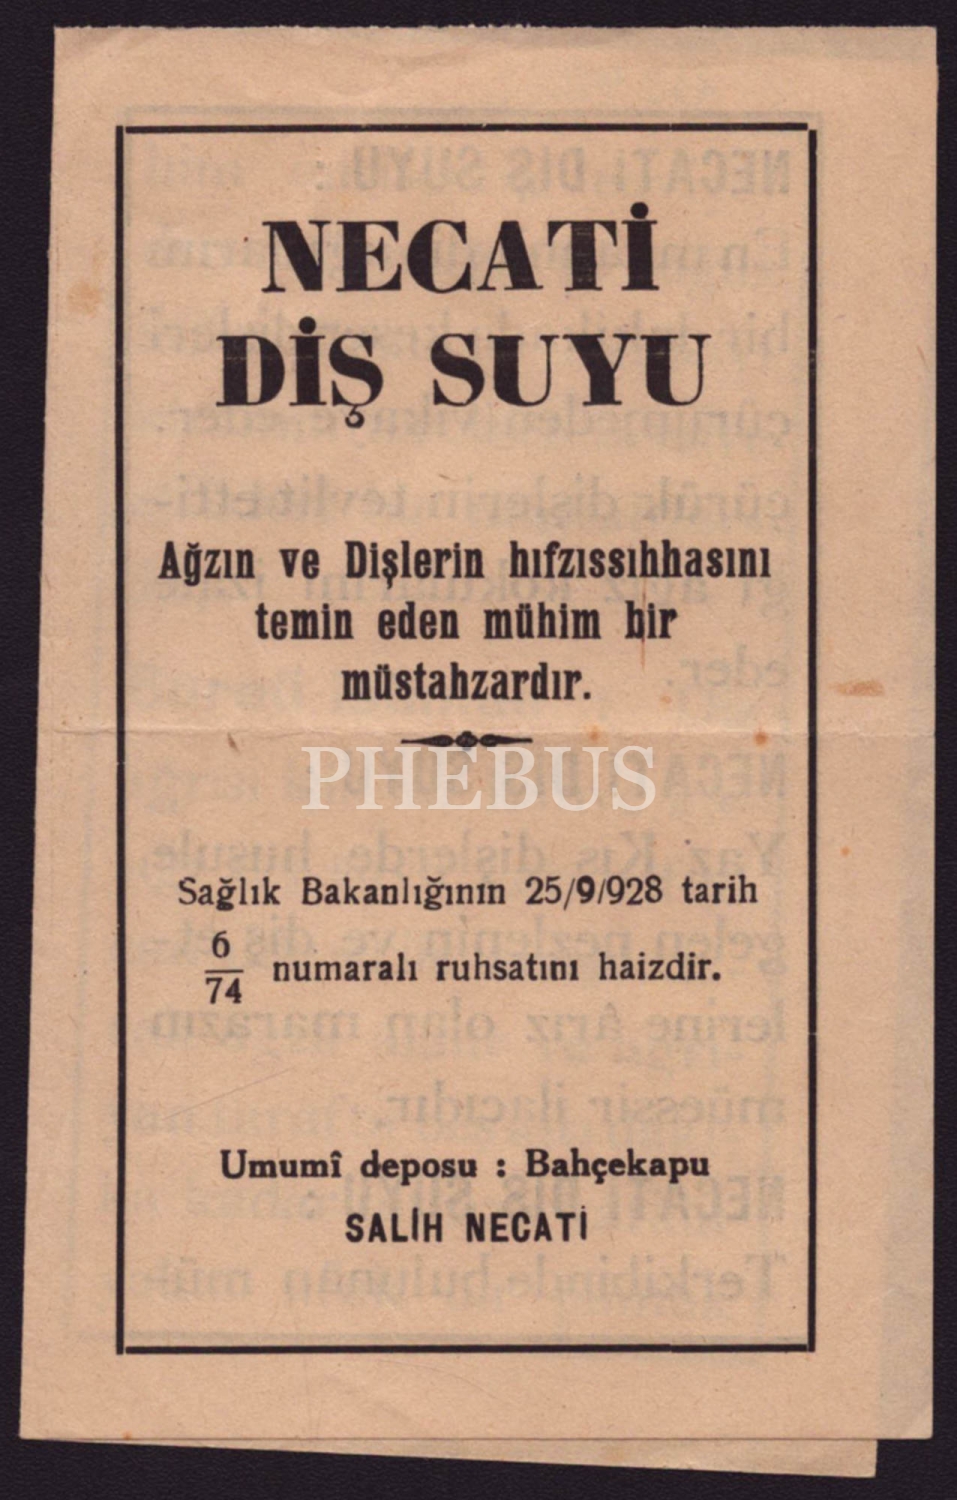 NECATİ
DİŞ SUYU
Ağzın ve Dişlerin hıfzıssıhhasını
temin eden mühim bir
müstahzardır.
PHEBUS
Sağlık Bakanlığının 25/9/928 tarih
6/74 numaralı ruhsatını haizdir.
Umumî deposu : Bahçekapu
SALİH NECATİ